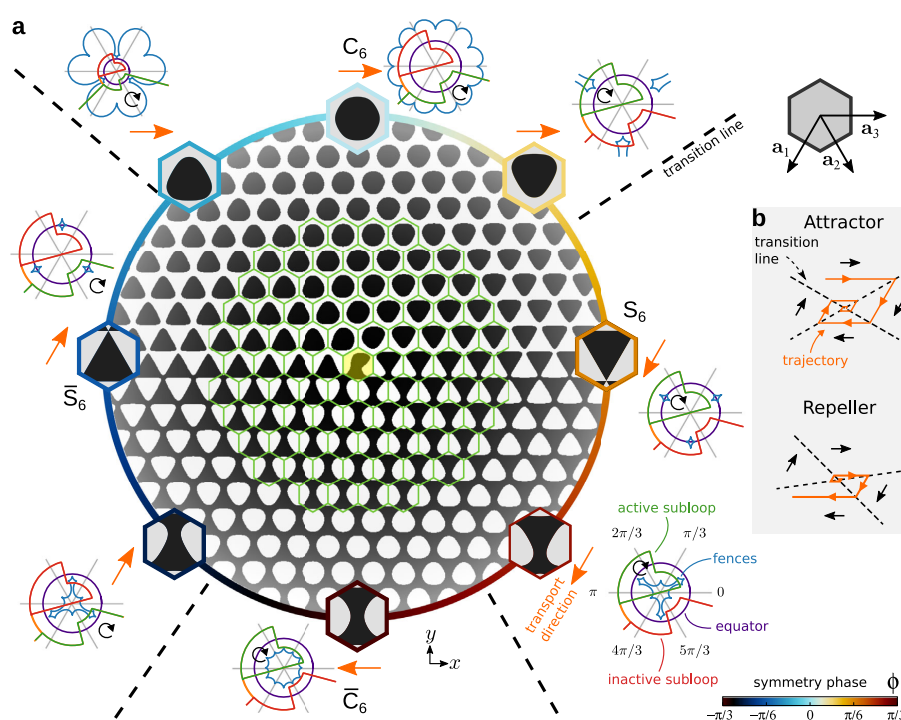 a
C₆
transition line
a₁
a₂
a₃
b
Attractor
transition
line
trajectory
Repeller
S₆
S̅₆
active subloop
2π/3
π/3
fences
π
0
equator
4π/3
5π/3
inactive subloop
transport
direction
y
x
C̅₆
symmetry phase
ϕ
−π/3
−π/6
0
π/6
π/3